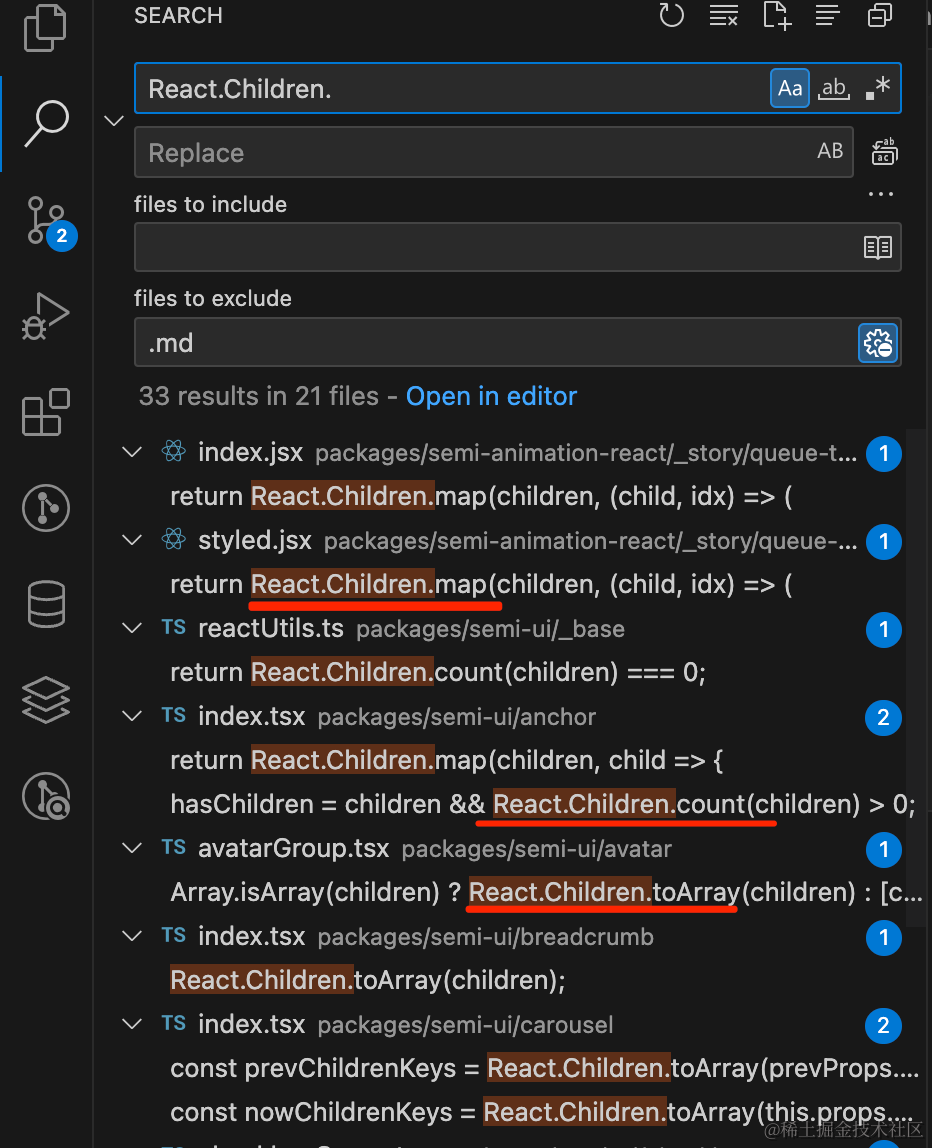 SEARCH
React.Children.
Aa
ab
.*
Replace
AB
ab
ac
...
files to include
2
files to exclude
.md
33 results in 21 files - Open in editor
index.jsx packages/semi-animation-react/_story/queue-t... 1
return React.Children.map(children, (child, idx) => (
styled.jsx packages/semi-animation-react/_story/queue-... 1
return React.Children.map(children, (child, idx) => (
TS reactUtils.ts packages/semi-ui/_base 1
return React.Children.count(children) === 0;
TS index.tsx packages/semi-ui/anchor 2
return React.Children.map(children, child => {
hasChildren = children && React.Children.count(children) > 0;
TS avatarGroup.tsx packages/semi-ui/avatar 1
Array.isArray(children) ? React.Children.toArray(children) : [c...
TS index.tsx packages/semi-ui/breadcrumb 1
React.Children.toArray(children);
TS index.tsx packages/semi-ui/carousel 2
const prevChildrenKeys = React.Children.toArray(prevProps....
const nowChildrenKeys = React.Children.toArray(this.props....
@稀土掘金技术社区